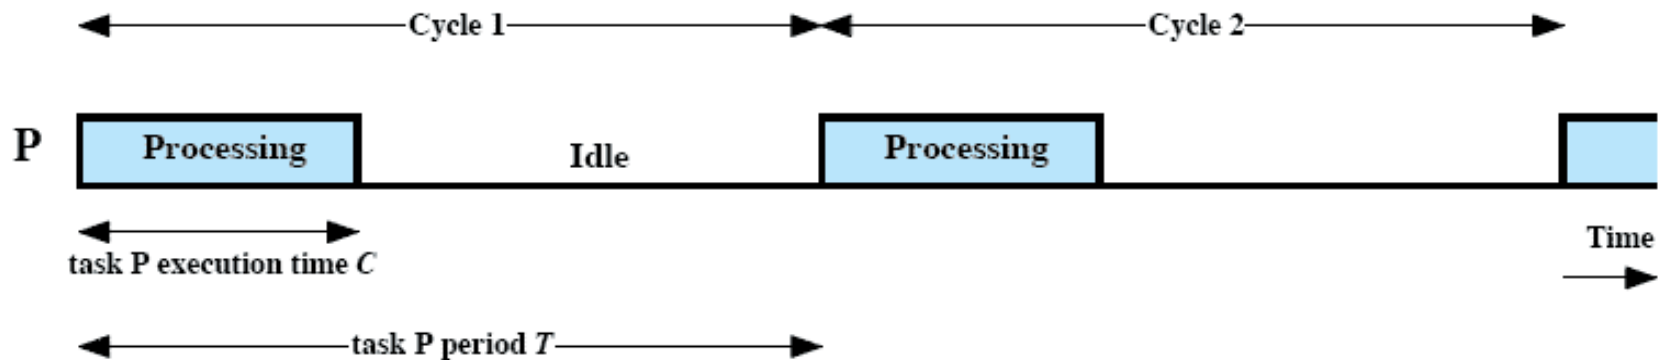 Cycle 1 Cycle 2
P Processing Idle Processing
task P execution time C
Time
task P period T